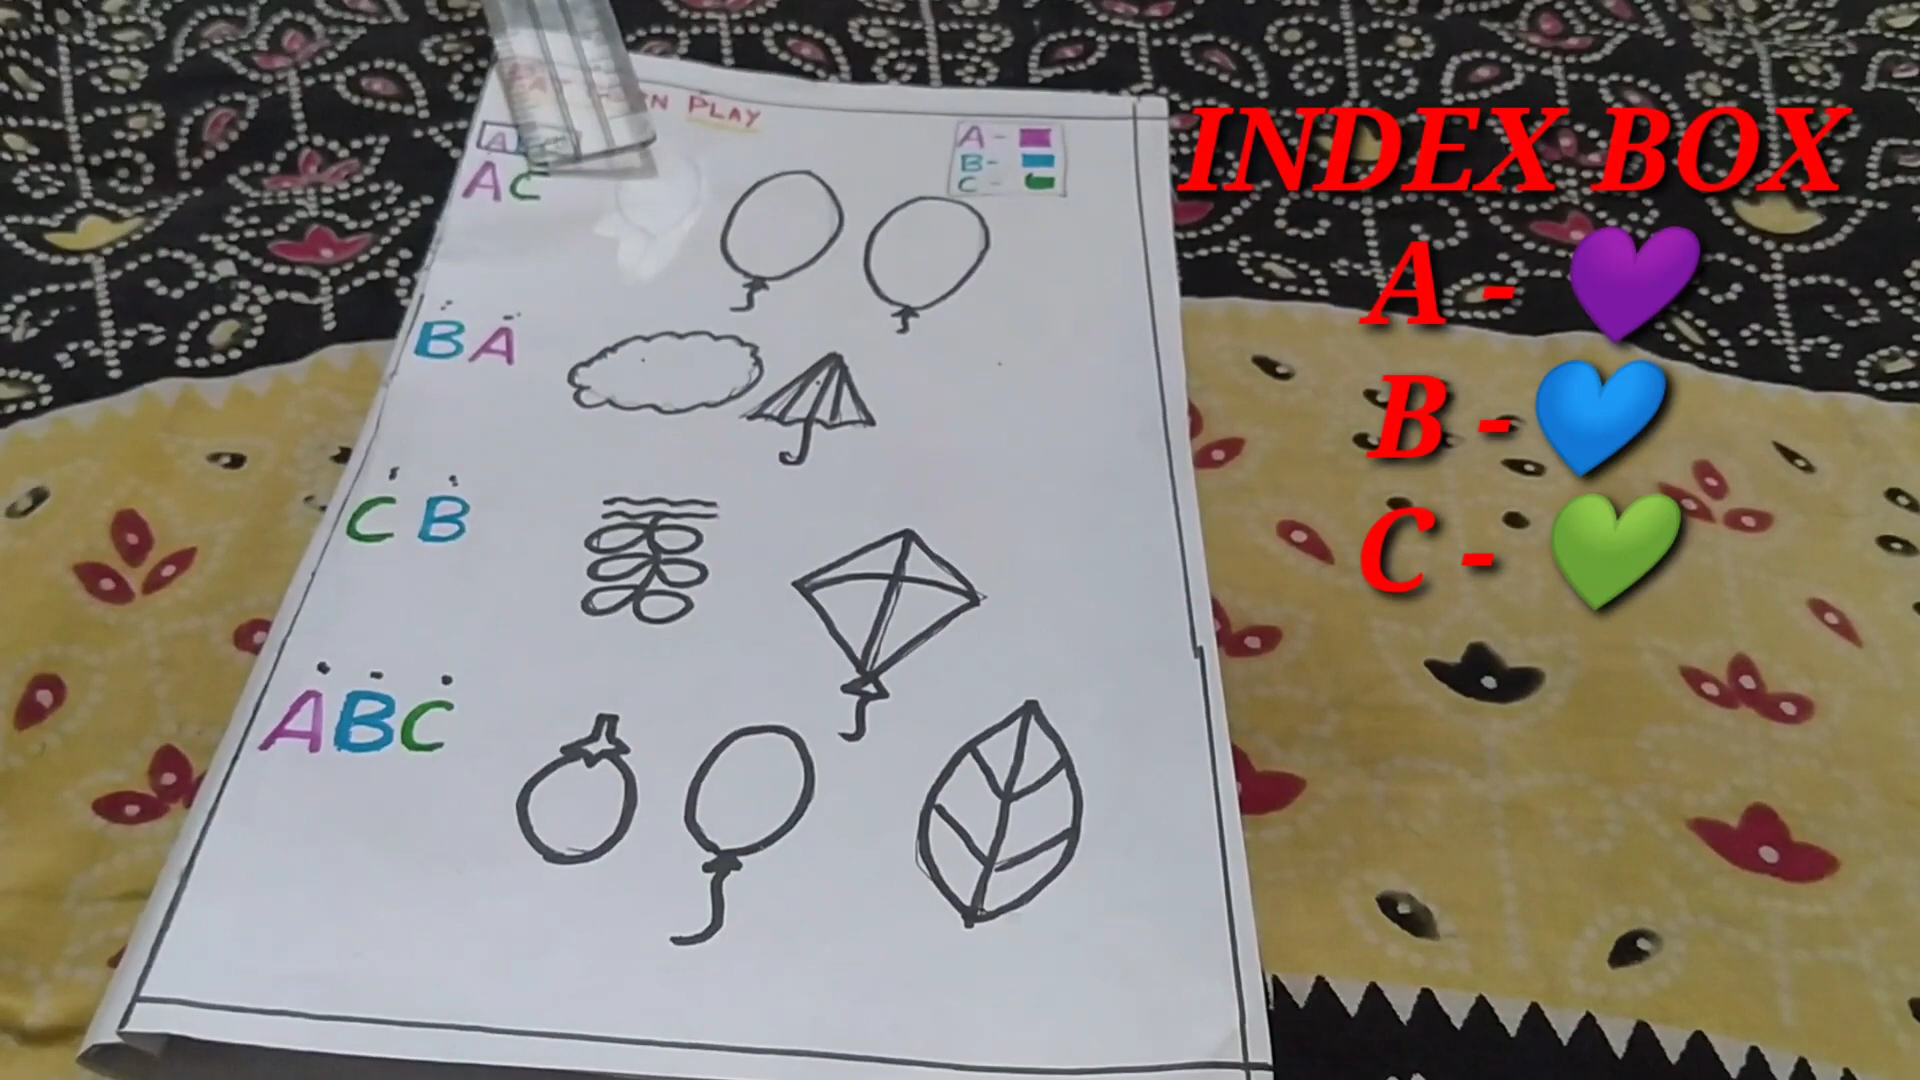 PLAY
A -
B -
C -
AC
BA
CB
ABC
INDEX BOX
A - 💜
B - 💙
C - 💚